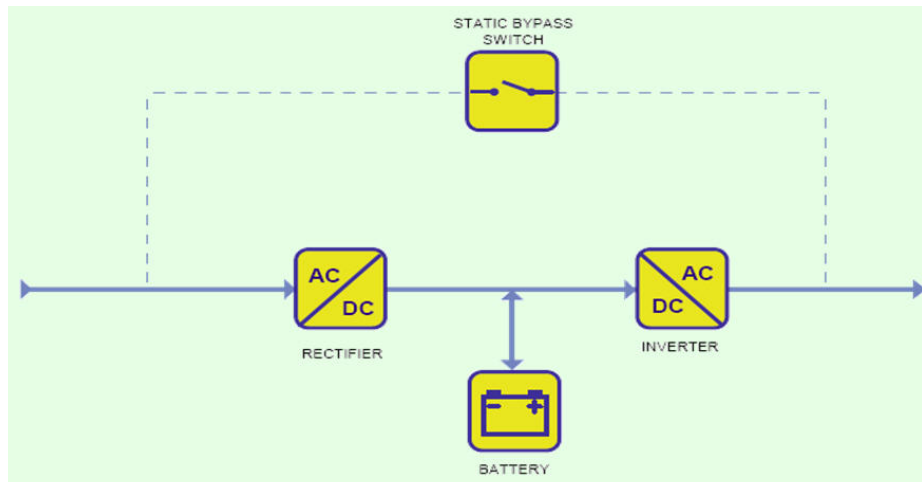 STATIC BYPASS
SWITCH
AC
DC
RECTIFIER
AC
DC
INVERTER
BATTERY